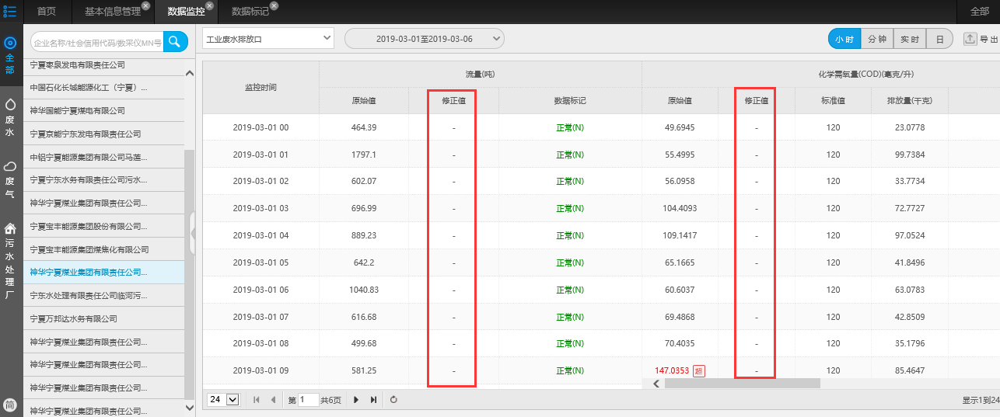 首页 基本信息管理 数据监控 数据标记 全部
全部
废水
废气
污水处理厂
简
企业名称/社会信用代码/数采仪MN号
宁夏枣泉发电有限责任公司
中国石化长城能源化工（宁夏）...
神华国能宁夏煤电有限公司
宁夏京能宁东发电有限责任公司
中铝宁夏能源集团有限公司马莲...
宁夏宁东水务有限责任公司污水...
神华宁夏煤业集团有限责任公司...
宁夏宝丰能源集团股份有限公司...
宁夏宝丰能源集团煤焦化有限公司
神华宁夏煤业集团有限责任公司...
宁东水处理有限责任公司临河污...
宁夏万邦达水务有限公司
神华宁夏煤业集团有限责任公司...
神华宁夏煤业集团有限责任公司...
神华宁夏煤业集团有限责任公司...
神华宁夏煤业集团有限责任公司...
工业废水排放口 2019-03-01至2019-03-06 小时 分钟 实时 日 导出
监控时间 流量(吨) 化学需氧量(COD)(毫克/升)
原始值 修正值 数据标记 原始值 修正值 标准值 排放量(千克)
2019-03-01 00 464.39 - 正常(N) 49.6945 - 120 23.0778
2019-03-01 01 1797.1 - 正常(N) 55.4995 - 120 99.7384
2019-03-01 02 602.07 - 正常(N) 56.0958 - 120 33.7734
2019-03-01 03 696.99 - 正常(N) 104.4093 - 120 72.7727
2019-03-01 04 889.23 - 正常(N) 109.1417 - 120 97.0524
2019-03-01 05 642.2 - 正常(N) 65.1665 - 120 41.8496
2019-03-01 06 1040.83 - 正常(N) 60.6037 - 120 63.0783
2019-03-01 07 616.68 - 正常(N) 69.4868 - 120 42.8509
2019-03-01 08 499.68 - 正常(N) 70.4035 - 120 35.1796
2019-03-01 09 581.25 - 正常(N) 147.0353 超 - 120 85.4647
24 第 1 共6页 显示1到24